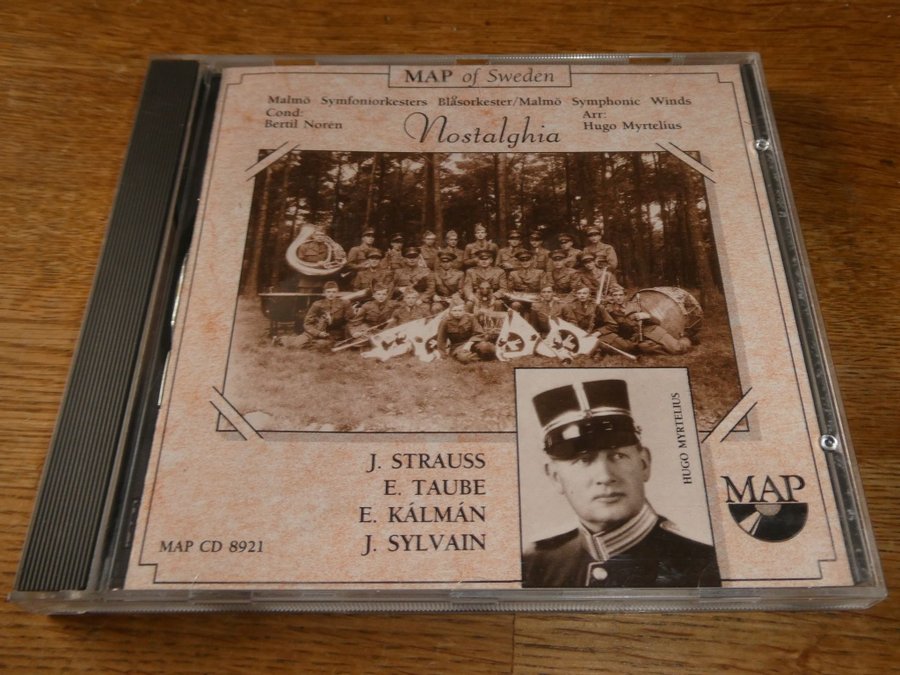 MAP of Sweden
Malmö Symfoniorkesters Blåsorkester/Malmö Symphonic Winds
Cond:
Bertil Noren
Nostalghia
Arr:
Hugo Myrtelius
J. STRAUSS
E. TAUBE
E. KÁLMÁN
J. SYLVAIN
HUGO MYRTELIUS
MAP
MAP CD 8921